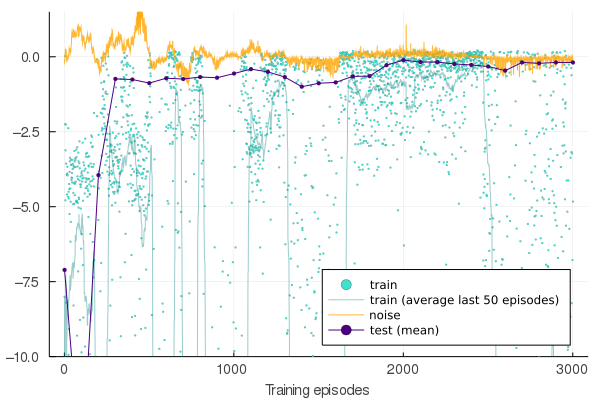 0.0
−2.5
−5.0
−7.5
−10.0
train
train (average last 50 episodes)
noise
test (mean)
0 1000 2000 3000
Training episodes